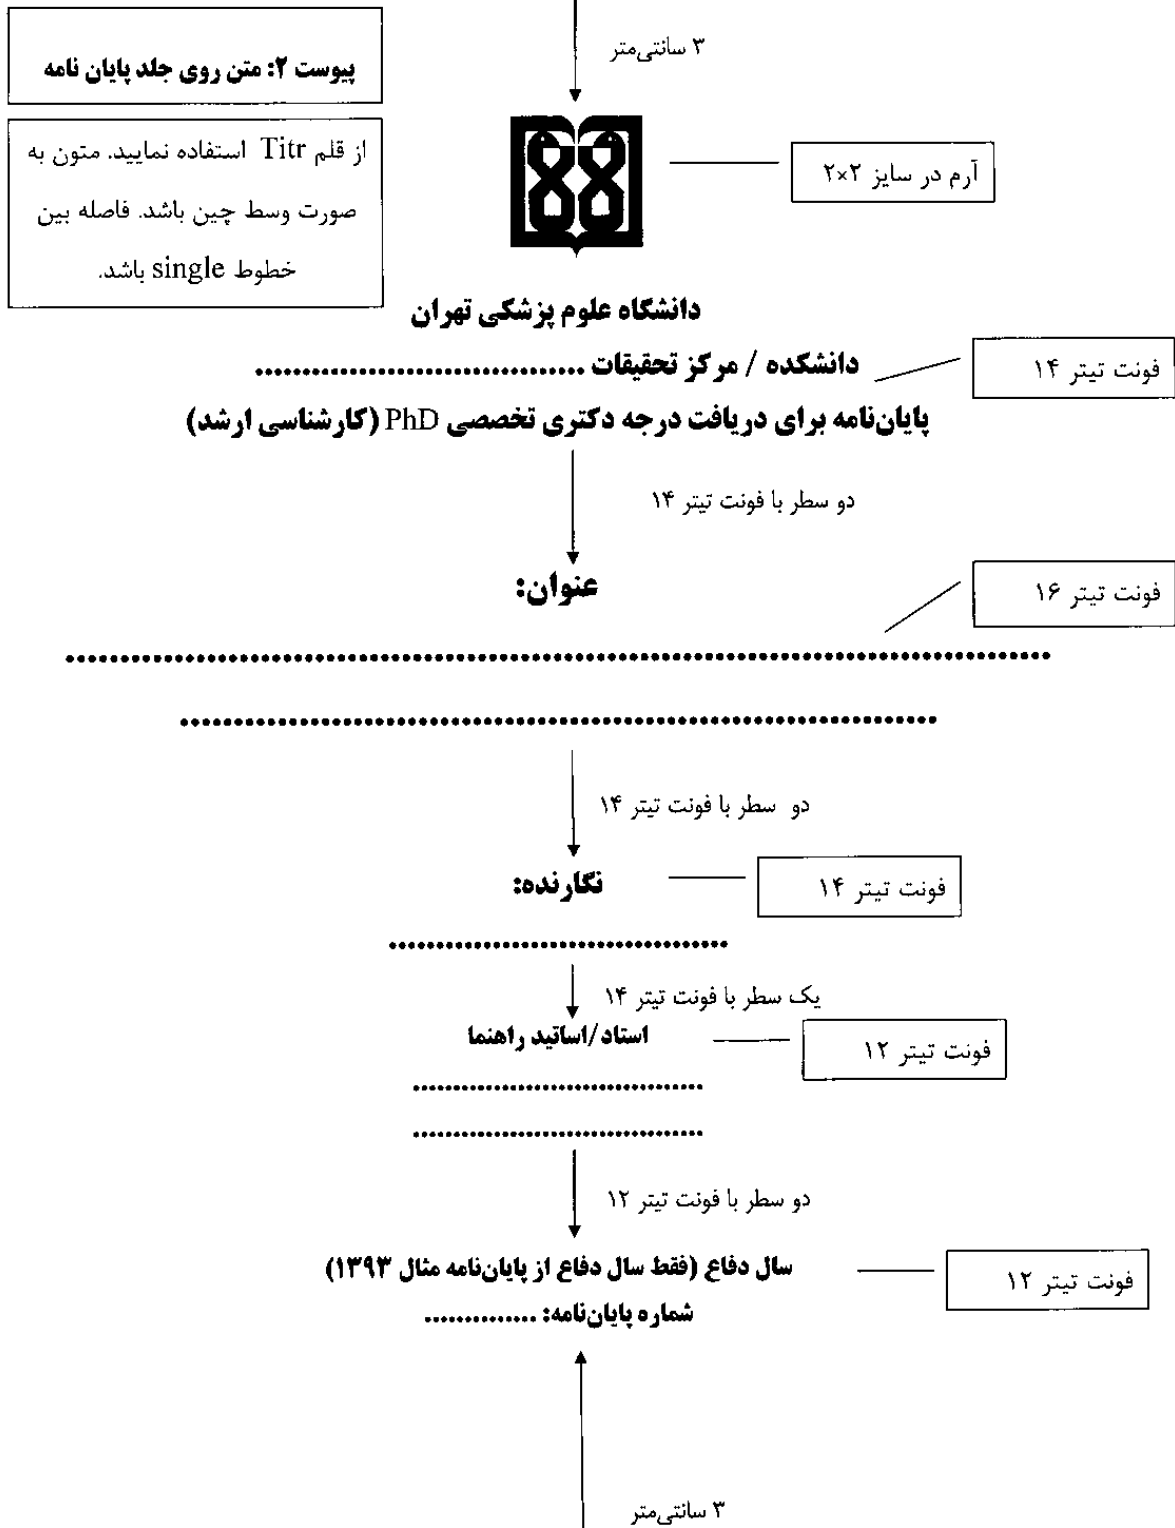 ۳ سانتی‌متر
پیوست ۲: متن روی جلد پایان نامه
از قلم Titr استفاده نمایید. متون به
صورت وسط چین باشد. فاصله بین
خطوط single باشد.
آرم در سایز ۲×۲
دانشگاه علوم پزشکی تهران
دانشکده / مرکز تحقیقات ...................................
فونت تیتر ۱۴
پایان‌نامه برای دریافت درجه دکتری تخصصی PhD (کارشناسی ارشد)
دو سطر با فونت تیتر ۱۴
عنوان:
فونت تیتر ۱۶
..........................................................................................
......................................................................
دو سطر با فونت تیتر ۱۴
نگارنده:
فونت تیتر ۱۴
....................................
یک سطر با فونت تیتر ۱۴
استاد/اساتید راهنما
فونت تیتر ۱۲
....................................
....................................
دو سطر با فونت تیتر ۱۲
سال دفاع (فقط سال دفاع از پایان‌نامه مثال ۱۳۹۳)
فونت تیتر ۱۲
شماره پایان‌نامه: ..............
۳ سانتی‌متر